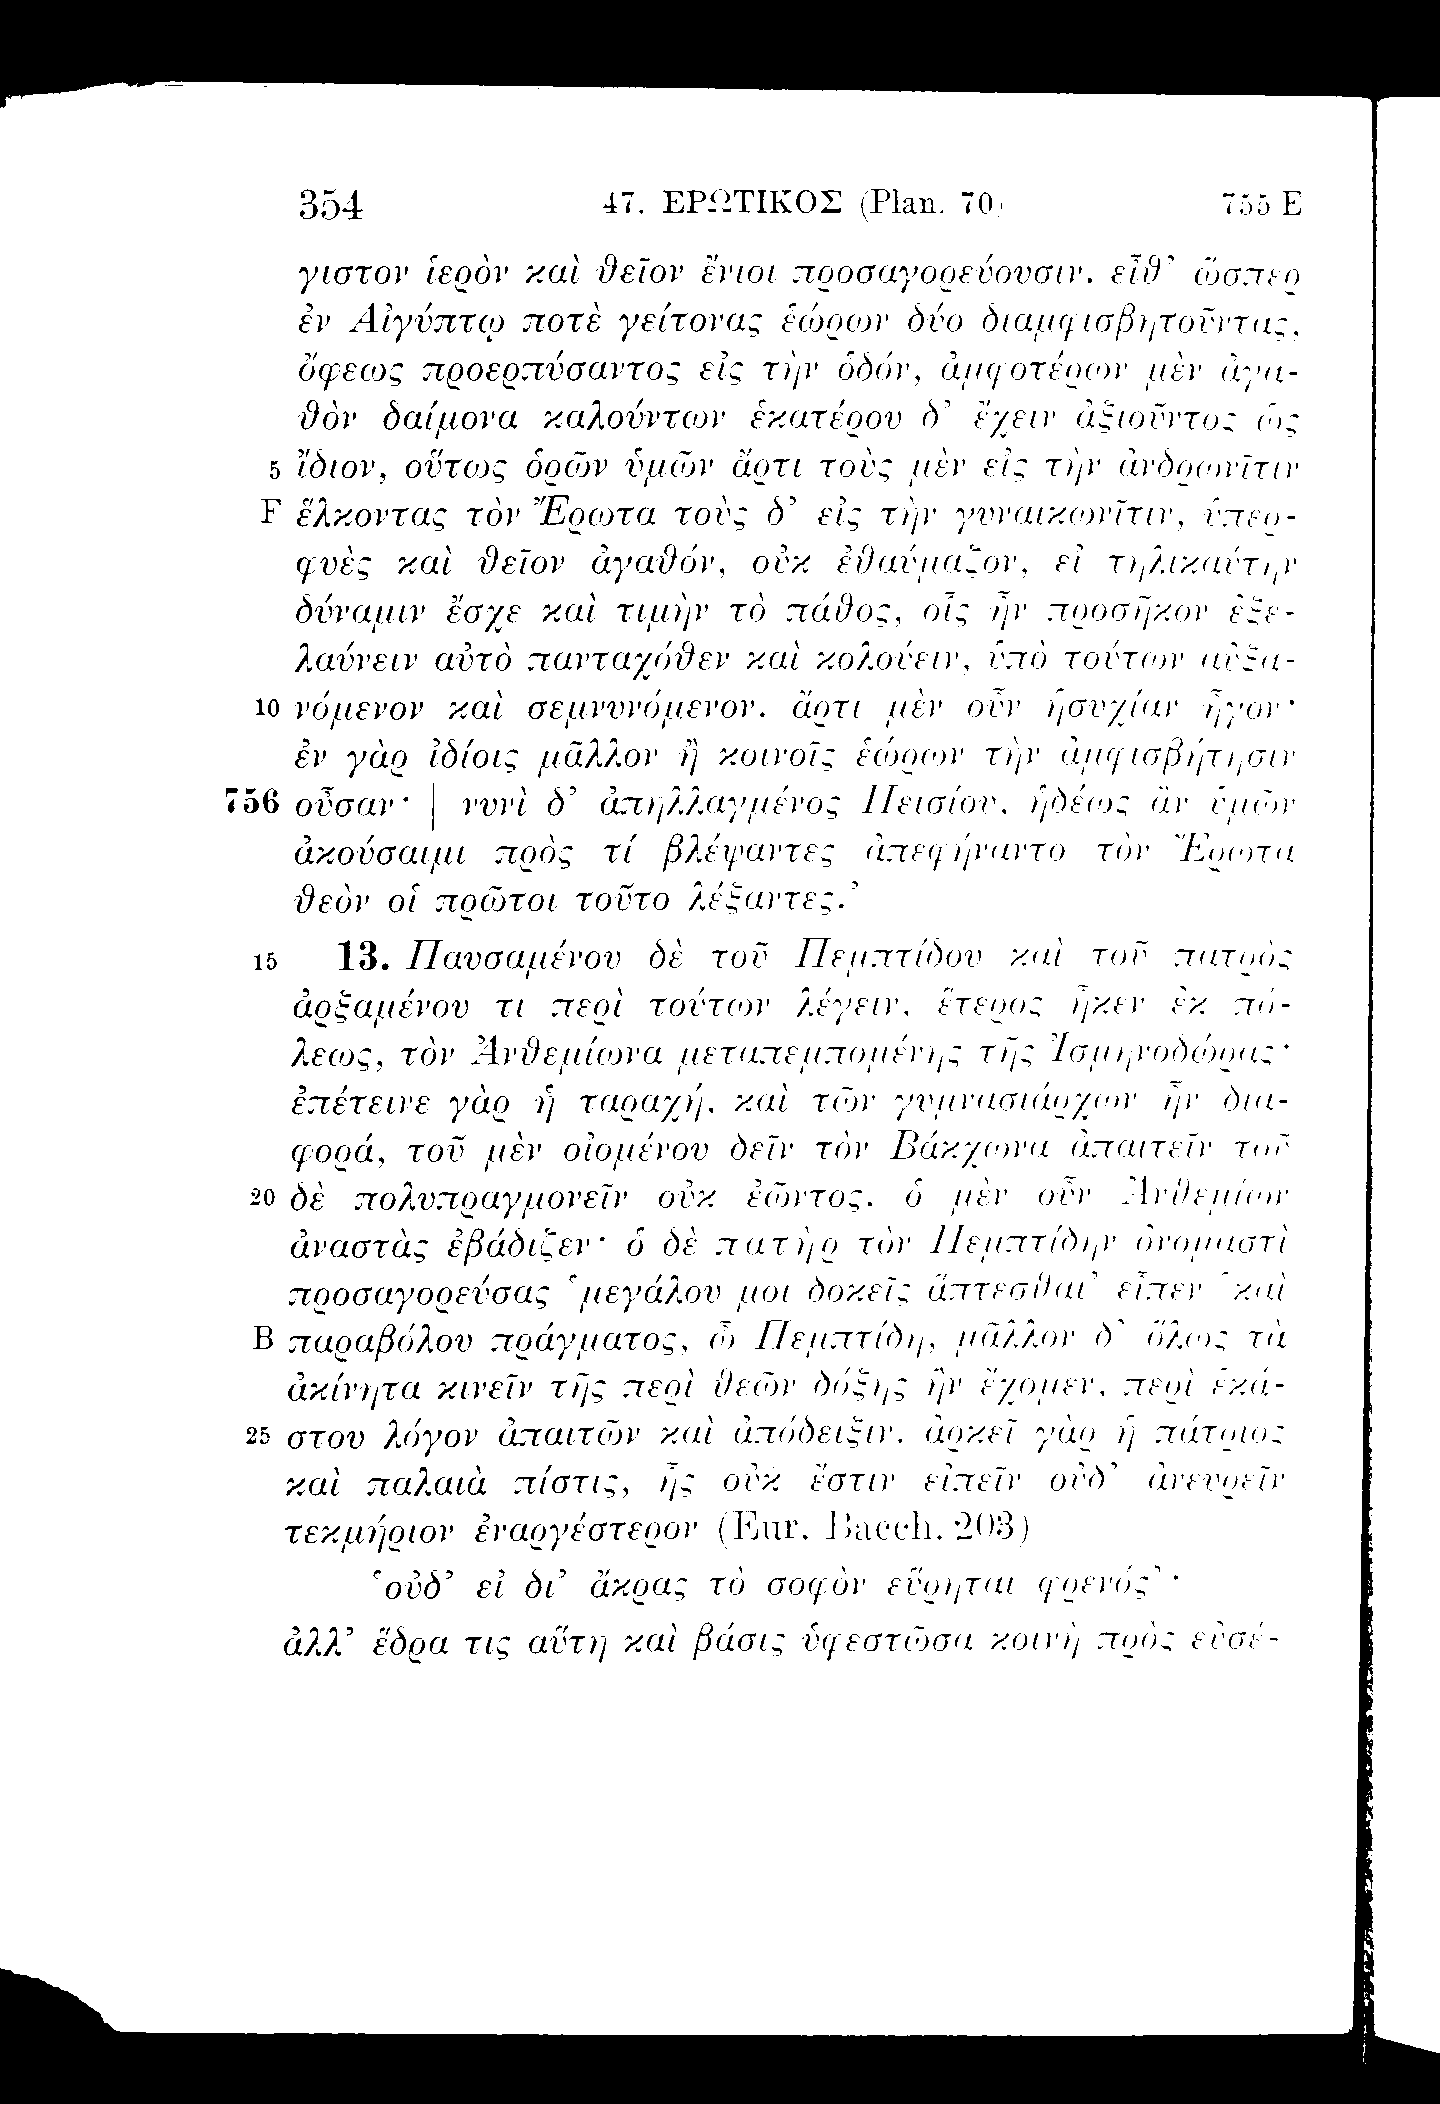 354 47. ΕΡΩΤΙΚΟΣ (Plan. 70) 755 E
γιστον ἱερὸν καὶ θεῖον ἔνιοι προσαγορεύουσιν. εἶθ’ ὥσπερ
ἐν Αἰγύπτῳ ποτὲ γείτονας ἑώρων δύο διαμφισβητοῦντας,
ὄφεως προερπύσαντος εἰς τὴν ὁδόν, ἀμφοτέρων μὲν ἀγα-
θὸν δαίμονα καλούντων ἑκατέρου δ’ ἔχειν ἀξιοῦντος ὡς
5 ἴδιον, οὕτως ὁρῶν ὑμῶν ἄρτι τοὺς μὲν εἰς τὴν ἀνδρωνῖτιν
F ἕλκοντας τὸν Ἔρωτα τοὺς δ’ εἰς τὴν γυναικωνῖτιν, ὑπερ-
φυὲς καὶ θεῖον ἀγαθόν, οὐκ ἐθαύμαζον, εἰ τηλικαύτην
δύναμιν ἔσχε καὶ τιμὴν τὸ πάθος, οἷς ἦν προσῆκον ἐξε-
λαύνειν αὐτὸ πανταχόθεν καὶ κολούειν, ὑπὸ τούτων αὐξα-
10 νόμενον καὶ σεμνυνόμενον. ἄρτι μὲν οὖν ἡσυχίαν ἦγον·
ἐν γὰρ ἰδίοις μᾶλλον ἢ κοινοῖς ἑώρων τὴν ἀμφισβήτησιν
756 οὖσαν· | νυνὶ δ’ ἀπηλλαγμένος Πεισίου, ἡδέως ἂν ὑμῶν
ἀκούσαιμι πρὸς τί βλέψαντες ἀπεφήναντο τὸν Ἔρωτα
θεὸν οἱ πρῶτοι τοῦτο λέξαντες.’
15 13. Παυσαμένου δὲ τοῦ Πεμπτίδου καὶ τοῦ πατρὸς
ἀρξαμένου τι περὶ τούτων λέγειν, ἕτερος ἧκεν ἐκ πό-
λεως, τὸν Ἀνθεμίωνα μεταπεμπομένης τῆς Ἰσμηνοδώρας·
ἐπέτεινε γὰρ ἡ ταραχή, καὶ τῶν γυμνασιάρχων ἦν δια-
φορά, τοῦ μὲν οἰομένου δεῖν τὸν Βάκχωνα ἀπαιτεῖν τοῦ
20 δὲ πολυπραγμονεῖν οὐκ ἐῶντος. ὁ μὲν οὖν Ἀνθεμίων
ἀναστὰς ἐβάδιζεν· ὁ δὲ πατὴρ τὸν Πεμπτίδην ὀνομαστὶ
προσαγορεύσας ‘μεγάλου μοι δοκεῖς ἅπτεσθαι’ εἶπεν ‘καὶ
B παραβόλου πράγματος, ὦ Πεμπτίδη, μᾶλλον δ’ ὅλως τὰ
ἀκίνητα κινεῖν τῆς περὶ θεῶν δόξης ἣν ἔχομεν, περὶ ἑκά-
25 στου λόγον ἀπαιτῶν καὶ ἀπόδειξιν. ἀρκεῖ γὰρ ἡ πάτριος
καὶ παλαιὰ πίστις, ἧς οὐκ ἔστιν εἰπεῖν οὐδ’ ἀνευρεῖν
τεκμήριον ἐναργέστερον (Eur. Bacch. 203)
‘οὐδ’ εἰ δι’ ἄκρας τὸ σοφὸν εὕρηται φρενός’·
ἀλλ’ ἕδρα τις αὕτη καὶ βάσις ὑφεστῶσα κοινὴ πρὸς εὐσέ-